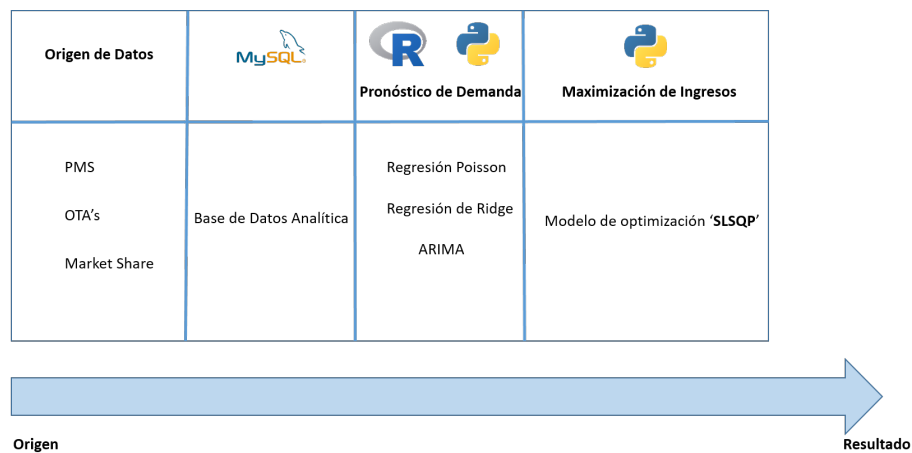 Origen de Datos
MySQL
R
Pronóstico de Demanda
Maximización de Ingresos
PMS
OTA’s
Market Share
Base de Datos Analítica
Regresión Poisson
Regresión de Ridge
ARIMA
Modelo de optimización ‘SLSQP’
Origen
Resultado